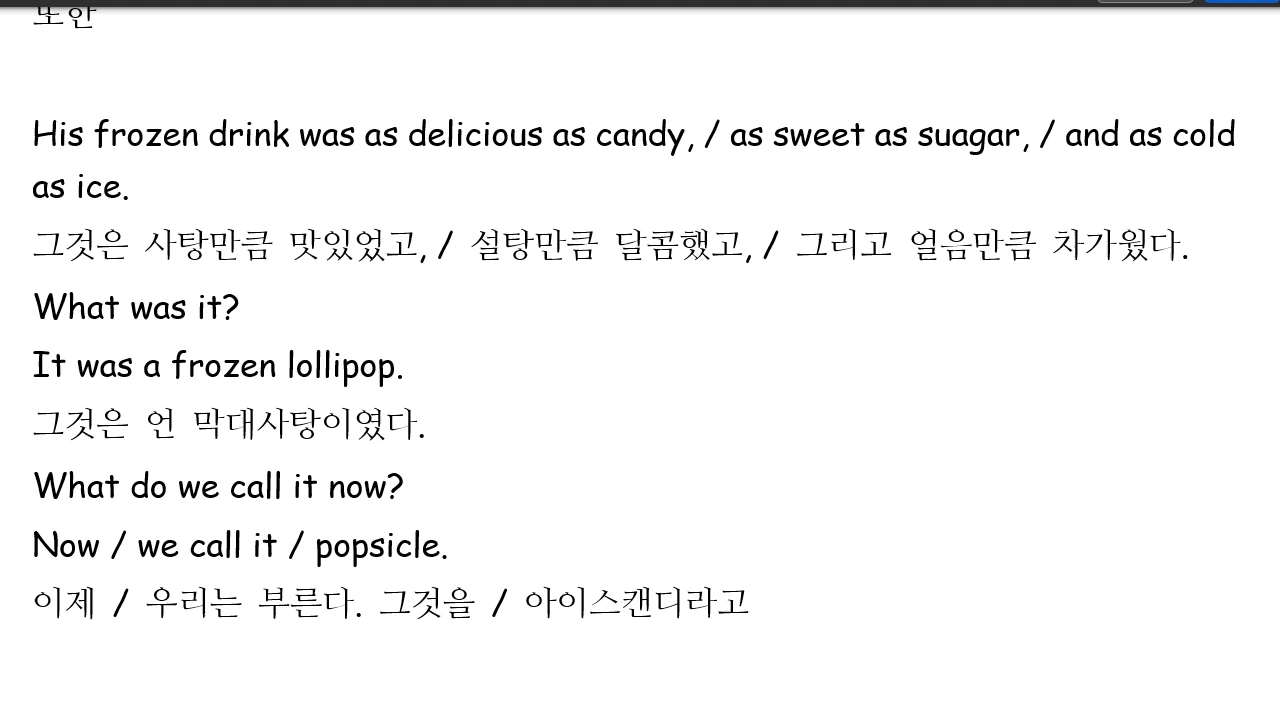 또한
His frozen drink was as delicious as candy, / as sweet as suagar, / and as cold
as ice.
그것은 사탕만큼 맛있었고, / 설탕만큼 달콤했고, / 그리고 얼음만큼 차가웠다.
What was it?
It was a frozen lollipop.
그것은 언 막대사탕이였다.
What do we call it now?
Now / we call it / popsicle.
이제 / 우리는 부른다. 그것을 / 아이스캔디라고